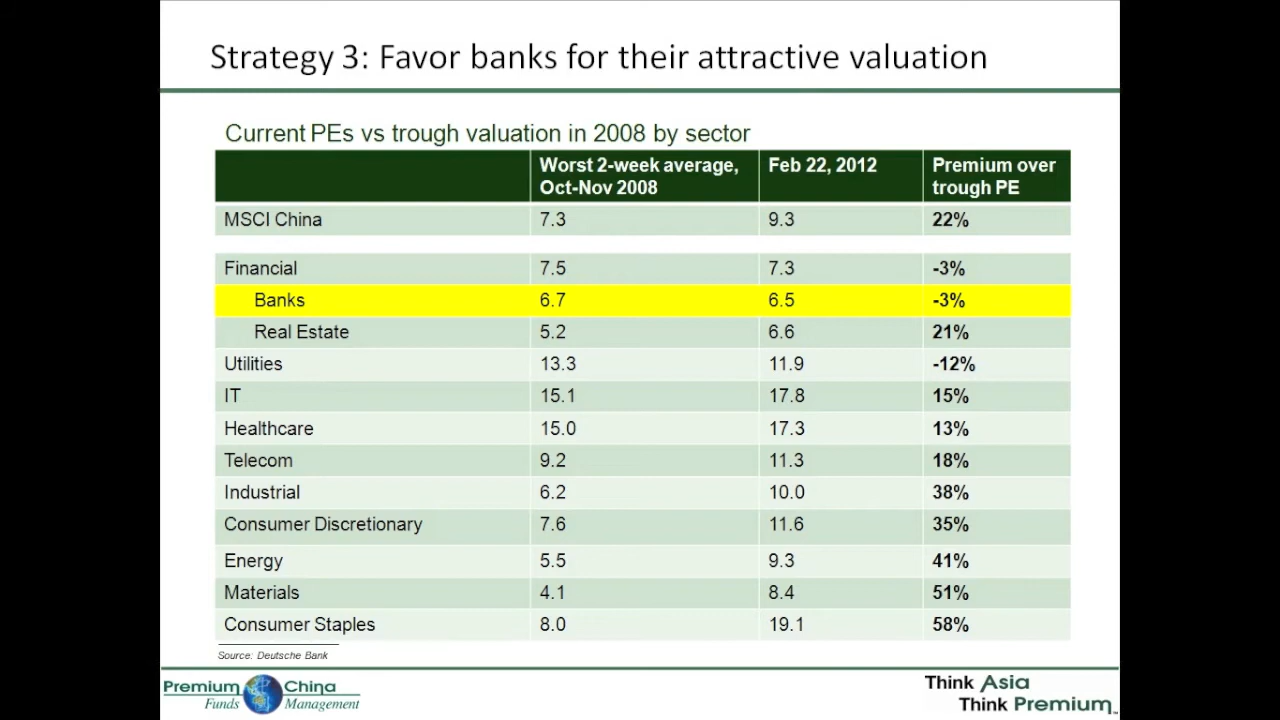 Strategy 3: Favor banks for their attractive valuation
Current PEs vs trough valuation in 2008 by sector
Worst 2-week average, Oct-Nov 2008 Feb 22, 2012 Premium over trough PE
MSCI China 7.3 9.3 22%
Financial 7.5 7.3 -3%
Banks 6.7 6.5 -3%
Real Estate 5.2 6.6 21%
Utilities 13.3 11.9 -12%
IT 15.1 17.8 15%
Healthcare 15.0 17.3 13%
Telecom 9.2 11.3 18%
Industrial 6.2 10.0 38%
Consumer Discretionary 7.6 11.6 35%
Energy 5.5 9.3 41%
Materials 4.1 8.4 51%
Consumer Staples 8.0 19.1 58%
Source: Deutsche Bank
Premium China
Funds Management
Think Asia
Think Premium™